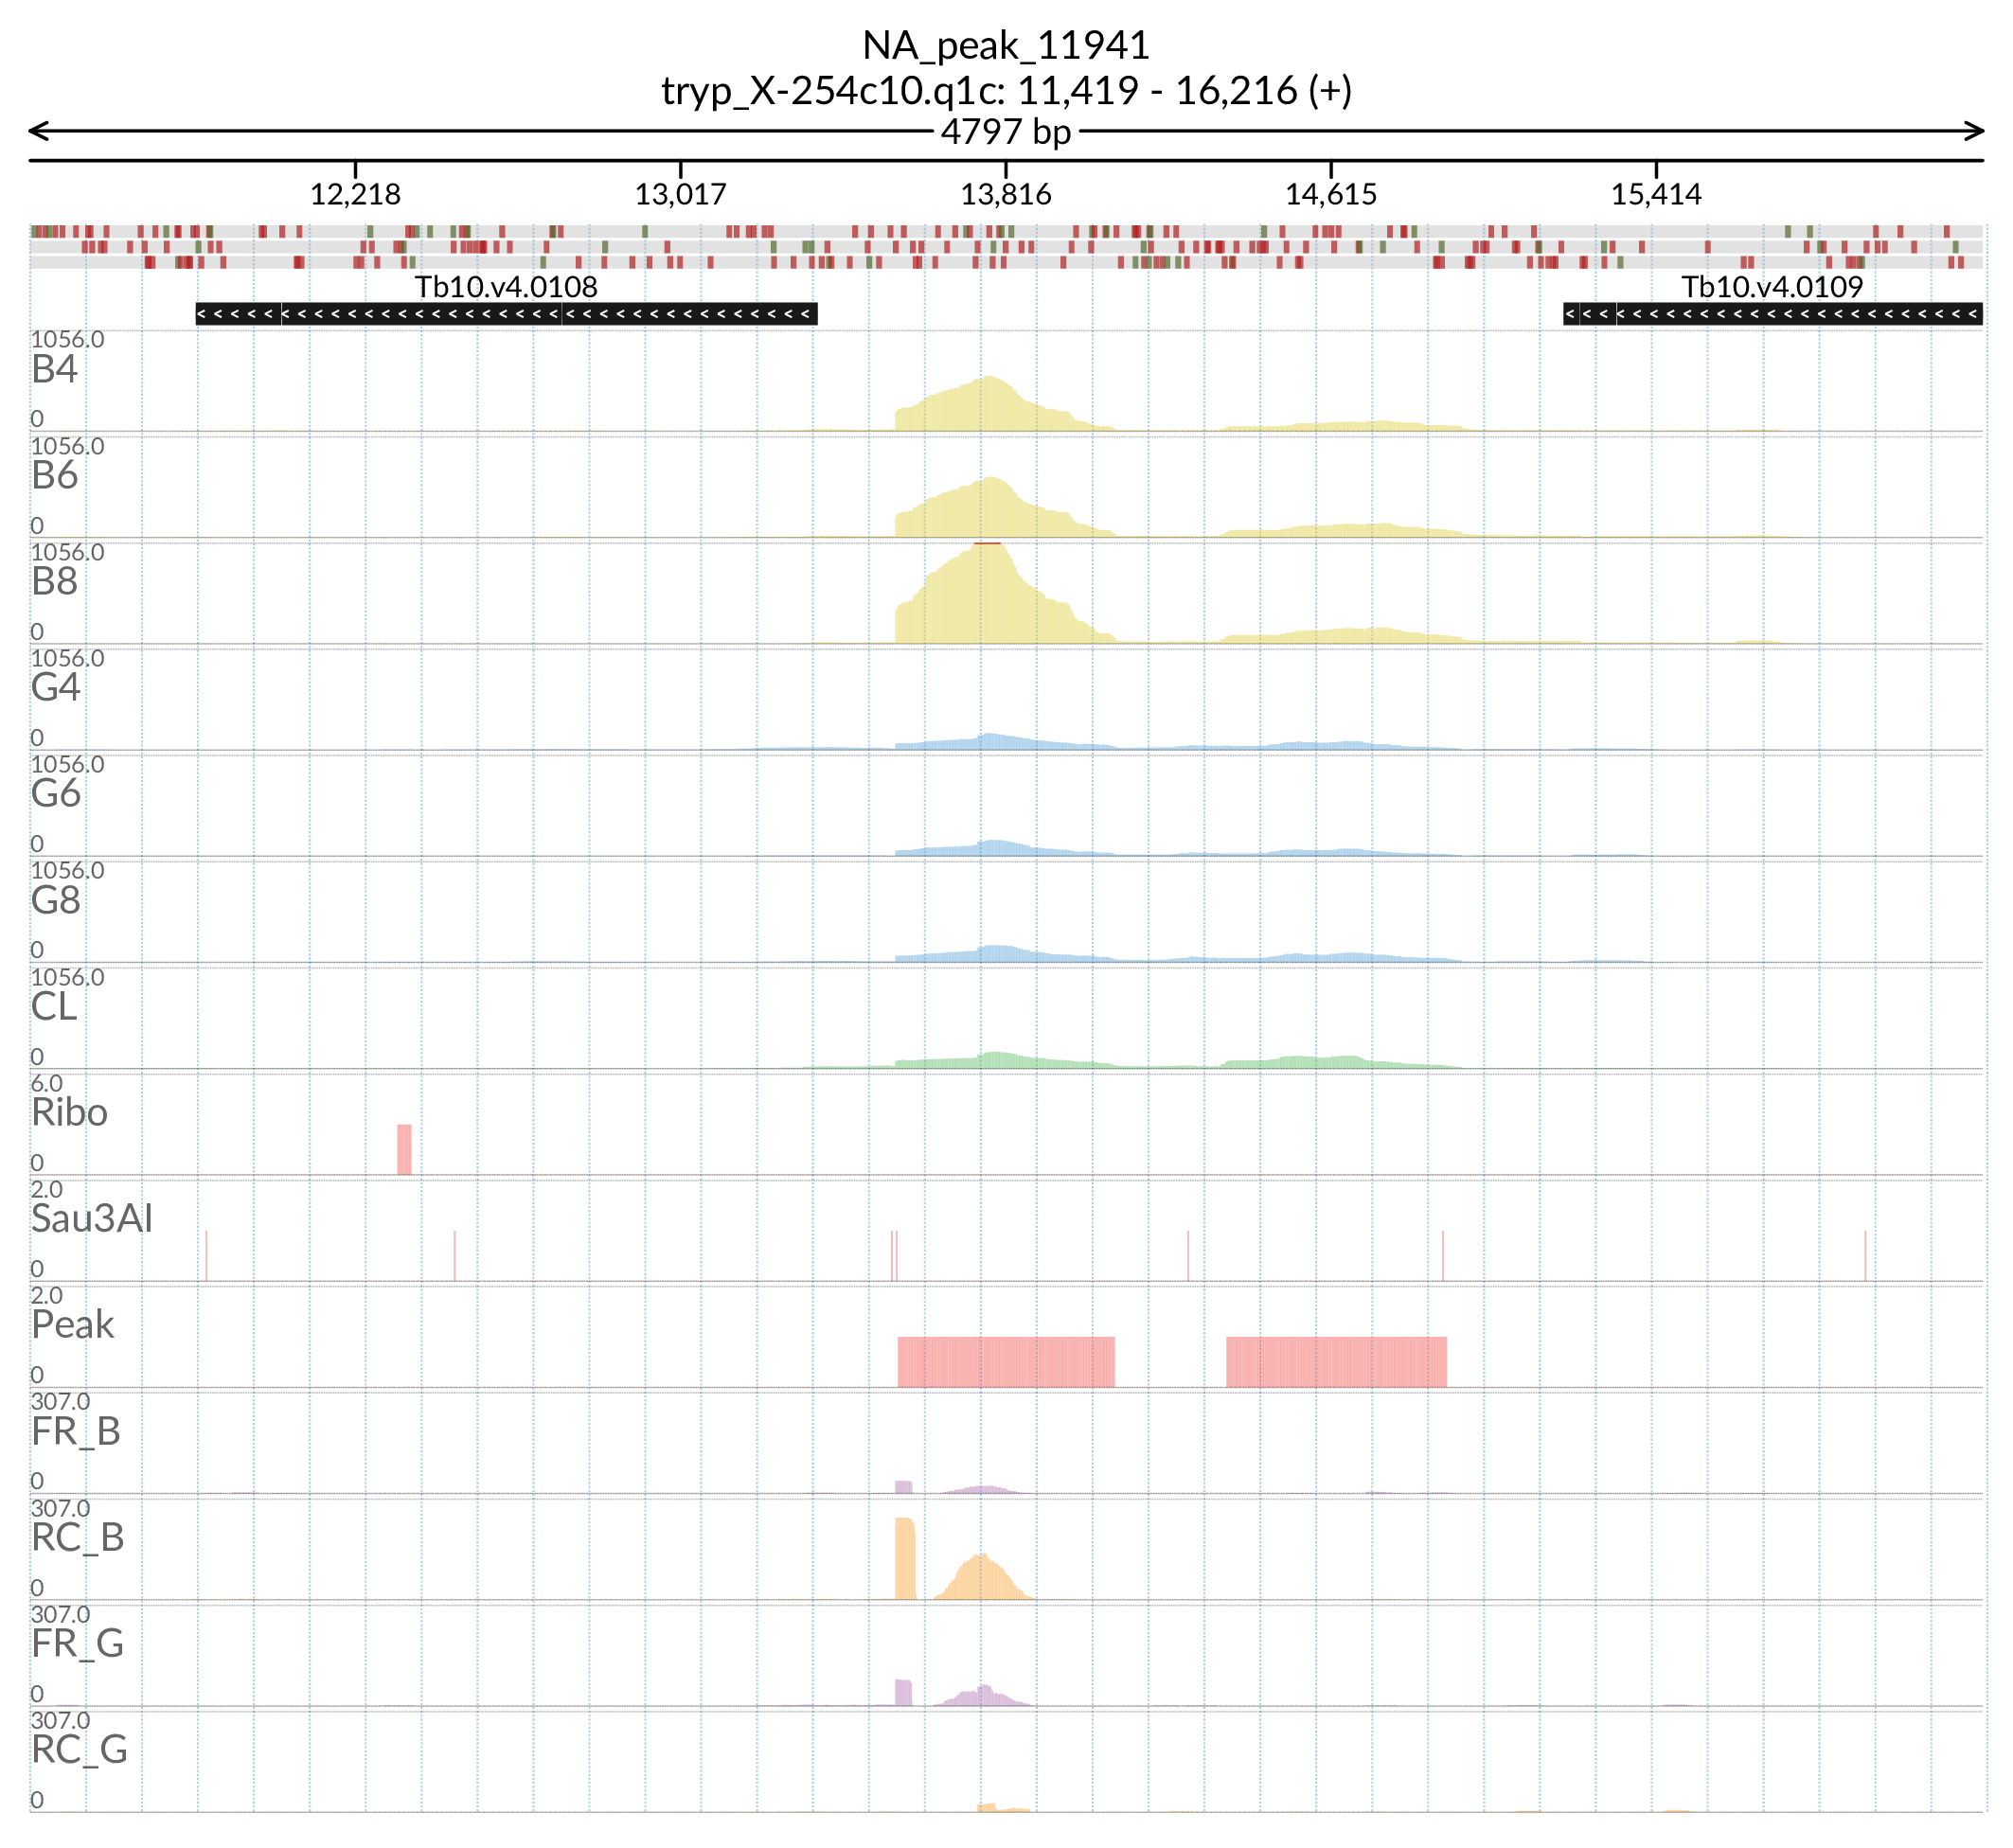 NA_peak_11941
tryp_X-254c10.q1c: 11,419 - 16,216 (+)
4797 bp
12,218 13,017 13,816 14,615 15,414
Tb10.v4.0108 Tb10.v4.0109
1056.0
B4
0
1056.0
B6
0
1056.0
B8
0
1056.0
G4
0
1056.0
G6
0
1056.0
G8
0
1056.0
CL
0
6.0
Ribo
0
2.0
Sau3AI
0
2.0
Peak
0
307.0
FR_B
0
307.0
RC_B
0
307.0
FR_G
0
307.0
RC_G
0